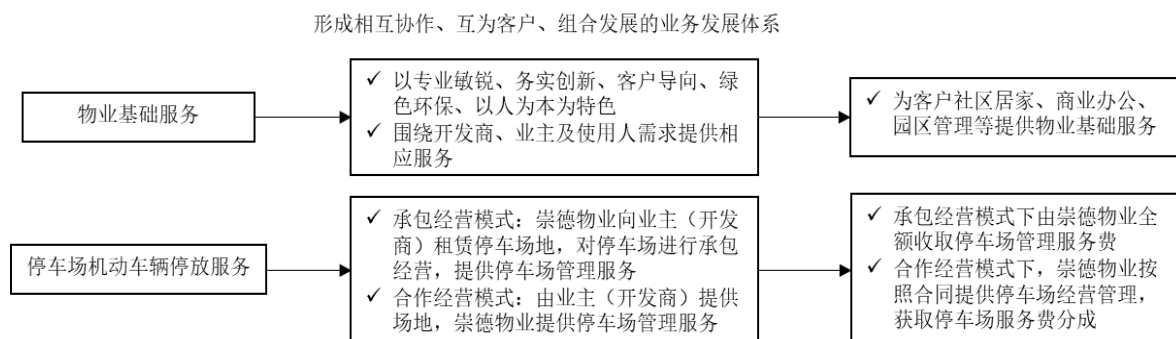 形成相互协作、互为客户、组合发展的业务发展体系
物业基础服务
✓ 以专业敏锐、务实创新、客户导向、绿
色环保、以人为本为特色
✓ 围绕开发商、业主及使用人需求提供相
应服务
✓ 为客户社区居家、商业办公、
园区管理等提供物业基础服务
停车场机动车辆停放服务
✓ 承包经营模式：崇德物业向业主（开发
商）租赁停车场地，对停车场进行承包
经营，提供停车场管理服务
✓ 合作经营模式：由业主（开发商）提供
场地，崇德物业提供停车场管理服务
✓ 承包经营模式下由崇德物业全
额收取停车场管理服务费
✓ 合作经营模式下，崇德物业按
照合同提供停车场经营管理，
获取停车场服务费分成